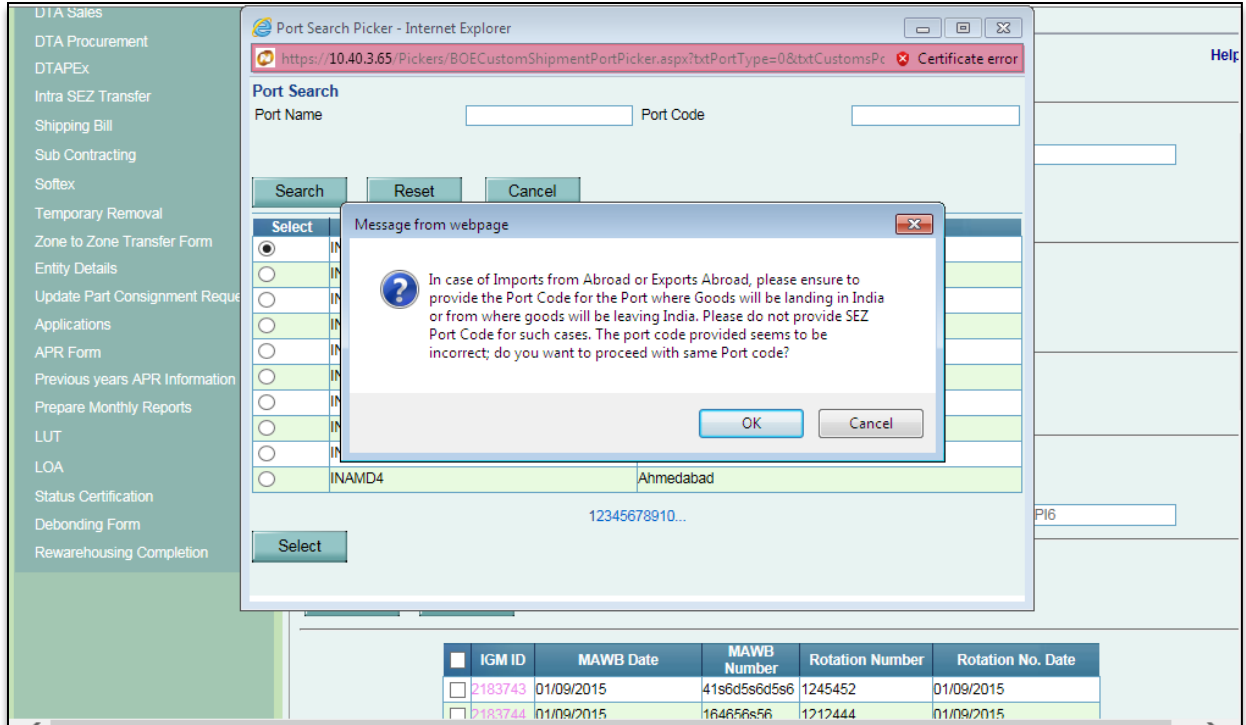 DTA Sales
DTA Procurement
DTAPEx
Intra SEZ Transfer
Shipping Bill
Sub Contracting
Softex
Temporary Removal
Zone to Zone Transfer Form
Entity Details
Update Part Consignment Reque
Applications
APR Form
Previous years APR Information
Prepare Monthly Reports
LUT
LOA
Status Certification
Debonding Form
Rewarehousing Completion
Port Search Picker - Internet Explorer
https://10.40.3.65/Pickers/BOECustomShipmentPortPicker.aspx?txtPortType=0&txtCustomsPc Certificate error
Help
Port Search
Port Name Port Code
Search Reset Cancel
Select
Message from webpage
In case of Imports from Abroad or Exports Abroad, please ensure to
provide the Port Code for the Port where Goods will be landing in India
or from where goods will be leaving India. Please do not provide SEZ
Port Code for such cases. The port code provided seems to be
incorrect; do you want to proceed with same Port code?
OK Cancel
INAMD4 Ahmedabad
12345678910...
PI6
Select
IGM ID MAWB Date MAWB Number Rotation Number Rotation No. Date
2183743 01/09/2015 41s6d5s6d5s6 1245452 01/09/2015
2183744 01/09/2015 164656s56 1212444 01/09/2015